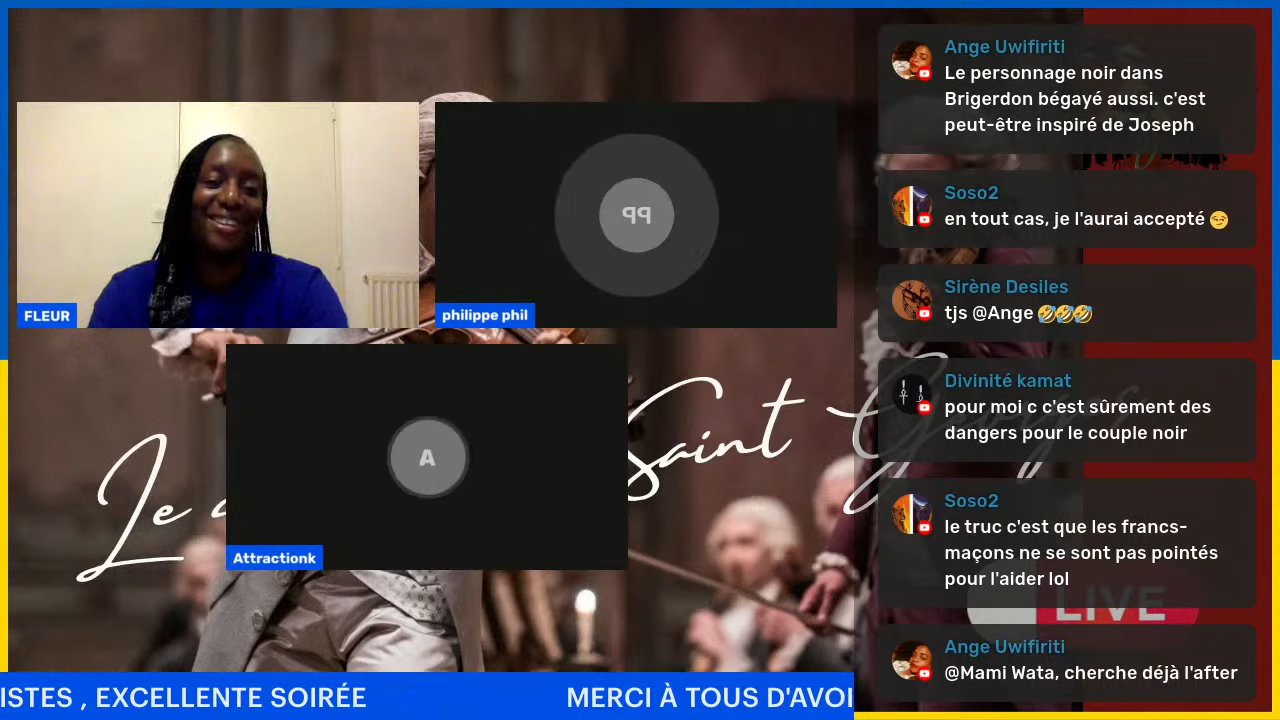 FLEUR
ꟼꟼ
philippe phil
A
Attractionk
Le
Saint
ISTES , EXCELLENTE SOIRÉE MERCI À TOUS D'AVOI
Ange Uwifiriti
Le personnage noir dans
Brigerdon bégayé aussi. c'est
peut-être inspiré de Joseph
Soso2
en tout cas, je l'aurai accepté 😏
Sirène Desiles
tjs @Ange 🤣🤣🤣
Divinité kamat
pour moi c c'est sûrement des
dangers pour le couple noir
Soso2
le truc c'est que les francs-
maçons ne se sont pas pointés
pour l'aider lol
LIVE
Ange Uwifiriti
@Mami Wata, cherche déjà l'after